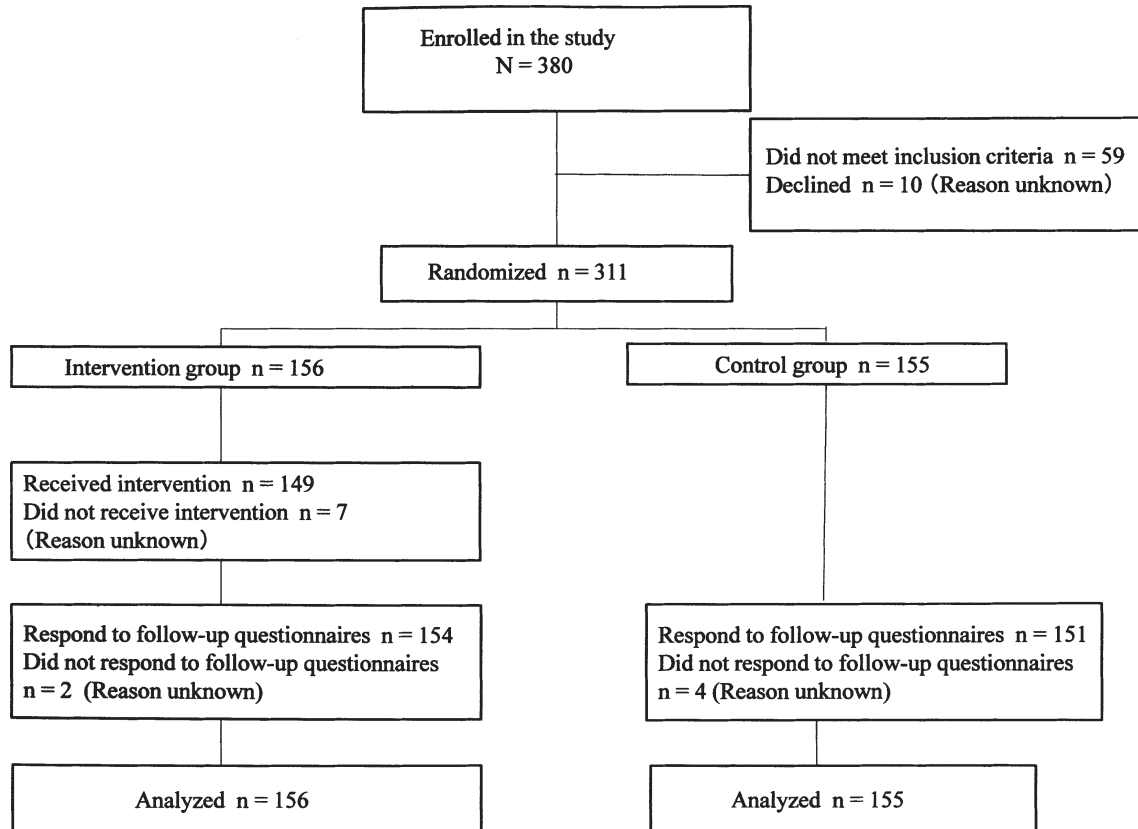 Enrolled in the study
N = 380
Did not meet inclusion criteria n = 59
Declined n = 10 (Reason unknown)
Randomized n = 311
Intervention group n = 156
Control group n = 155
Received intervention n = 149
Did not receive intervention n = 7
(Reason unknown)
Respond to follow-up questionnaires n = 154
Did not respond to follow-up questionnaires
n = 2 (Reason unknown)
Respond to follow-up questionnaires n = 151
Did not respond to follow-up questionnaires
n = 4 (Reason unknown)
Analyzed n = 156
Analyzed n = 155